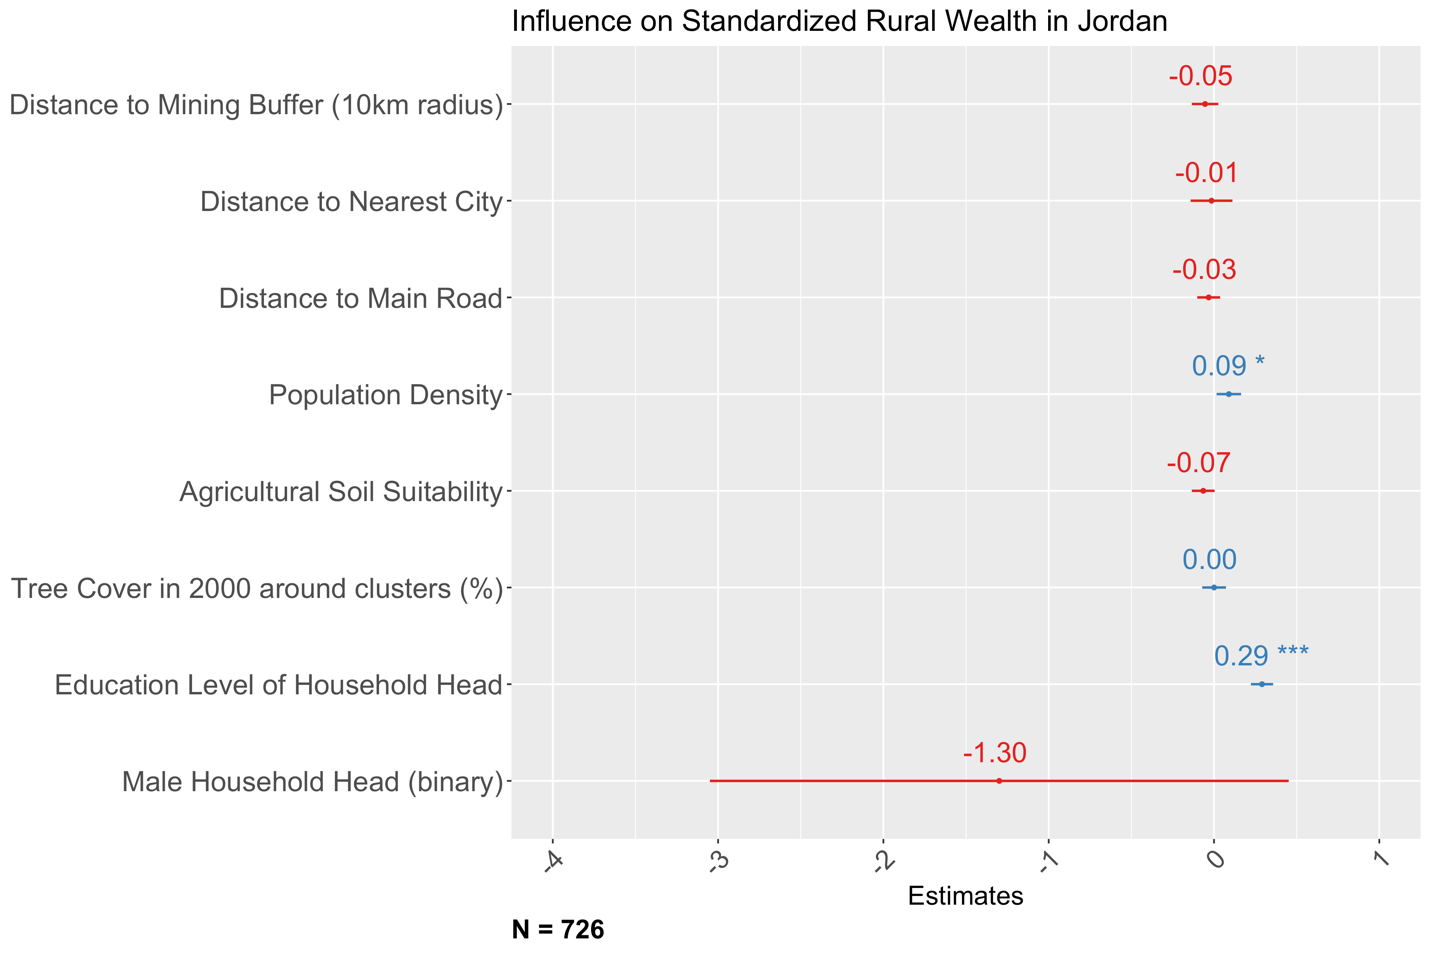 Influence on Standardized Rural Wealth in Jordan
Distance to Mining Buffer (10km radius)
-0.05
Distance to Nearest City
-0.01
Distance to Main Road
-0.03
Population Density
0.09 *
Agricultural Soil Suitability
-0.07
Tree Cover in 2000 around clusters (%)
0.00
Education Level of Household Head
0.29 ***
Male Household Head (binary)
-1.30
-4 -3 -2 -1 0 1
Estimates
N = 726